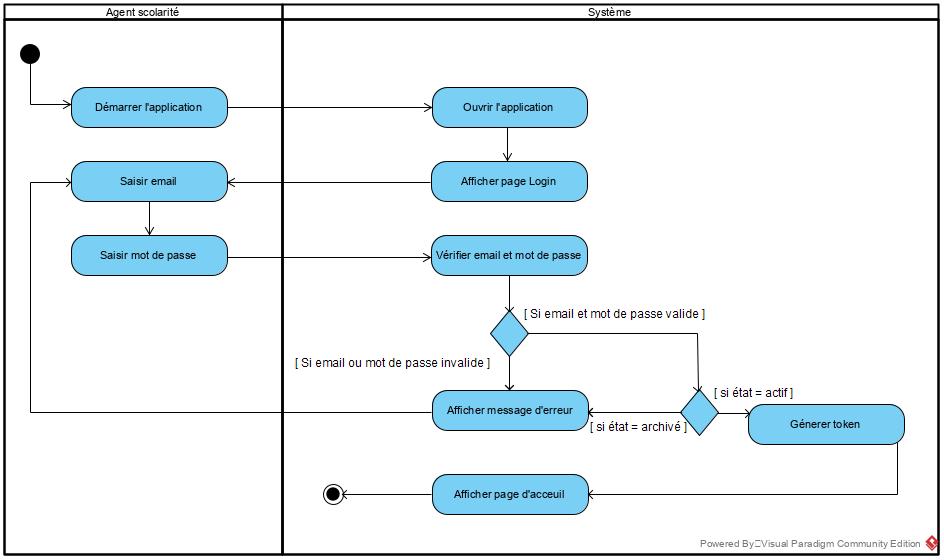 Agent scolarité
Système
Démarrer l'application
Ouvrir l'application
Saisir email
Afficher page Login
Saisir mot de passe
Vérifier email et mot de passe
[ Si email et mot de passe valide ]
[ Si email ou mot de passe invalide ]
[ si état = actif ]
Afficher message d'erreur
[ si état = archivé ]
Génerer token
Afficher page d'acceuil
Powered By Visual Paradigm Community Edition